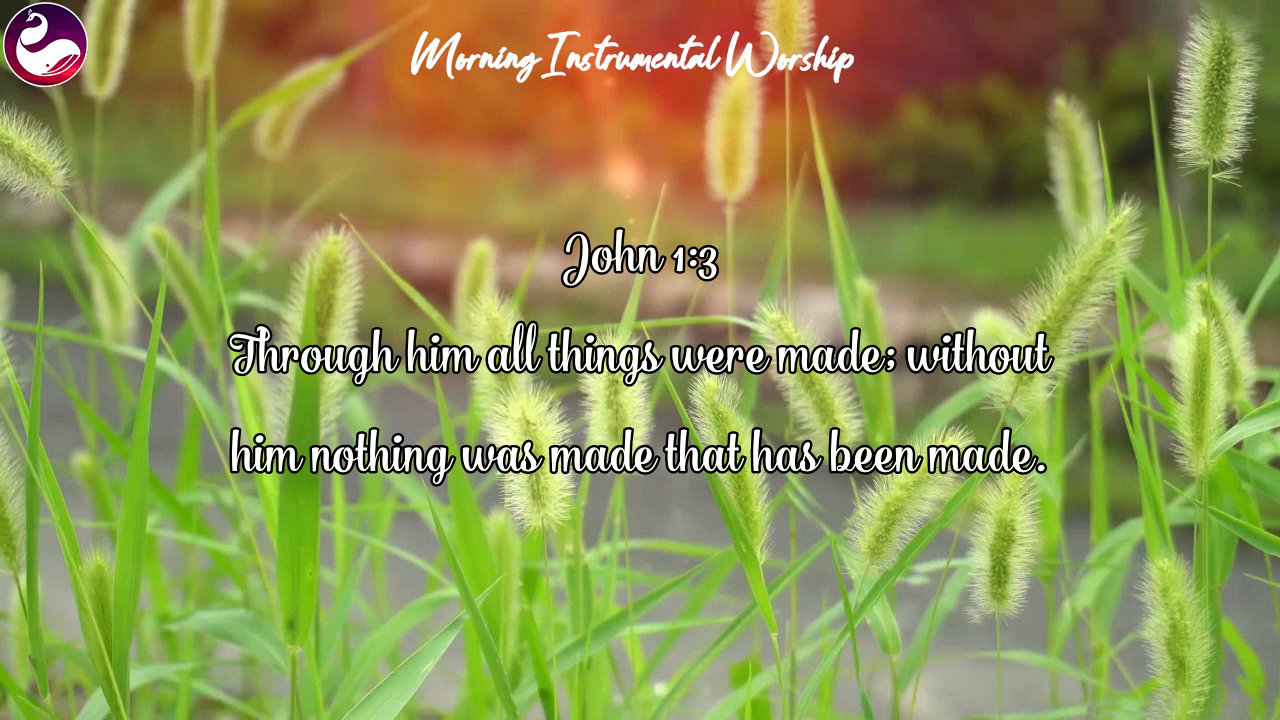 Morning Instrumental Worship
John 1:3
Through him all things were made; without
him nothing was made that has been made.